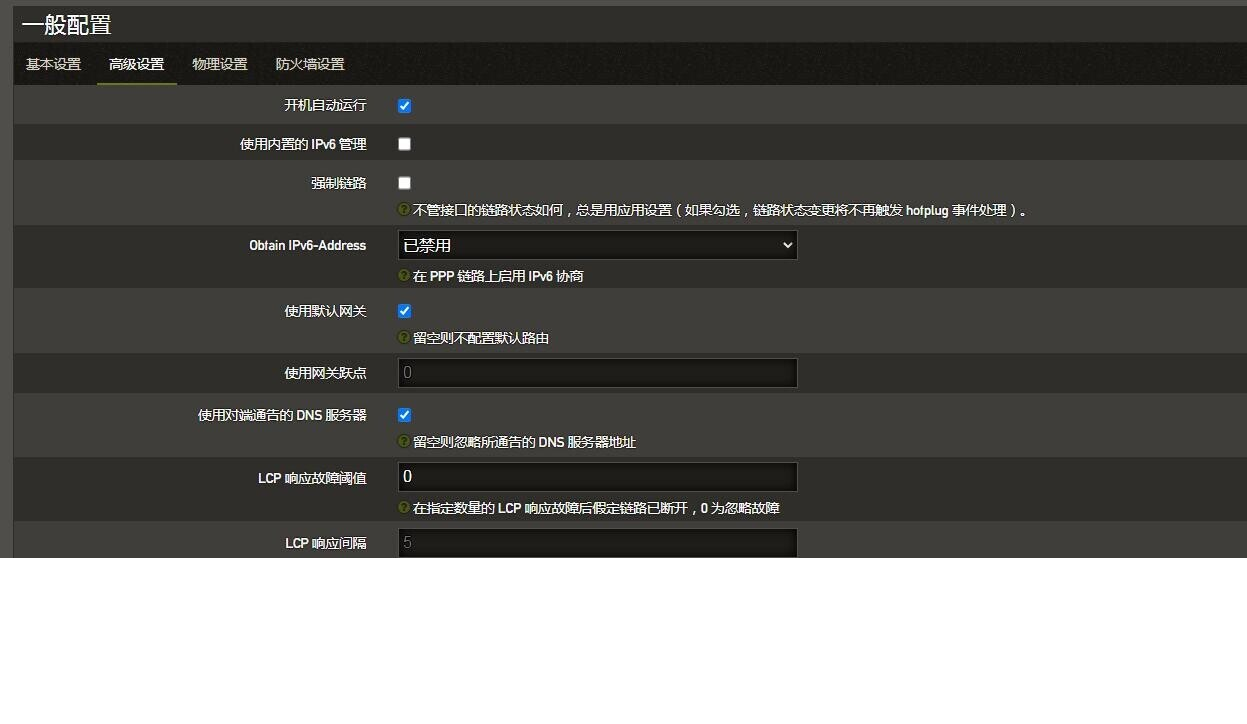 一般配置
基本设置 高级设置 物理设置 防火墙设置
开机自动运行
使用内置的 IPv6 管理
强制链路
不管接口的链路状态如何，总是用应用设置（如果勾选，链路状态变更将不再触发 hotplug 事件处理）。
Obtain IPv6-Address 已禁用
在 PPP 链路上启用 IPv6 协商
使用默认网关
留空则不配置默认路由
使用网关跃点 0
使用对端通告的 DNS 服务器
留空则忽略所通告的 DNS 服务器地址
LCP 响应故障阈值 0
在指定数量的 LCP 响应故障后假定链路已断开，0 为忽略故障
LCP 响应间隔 5